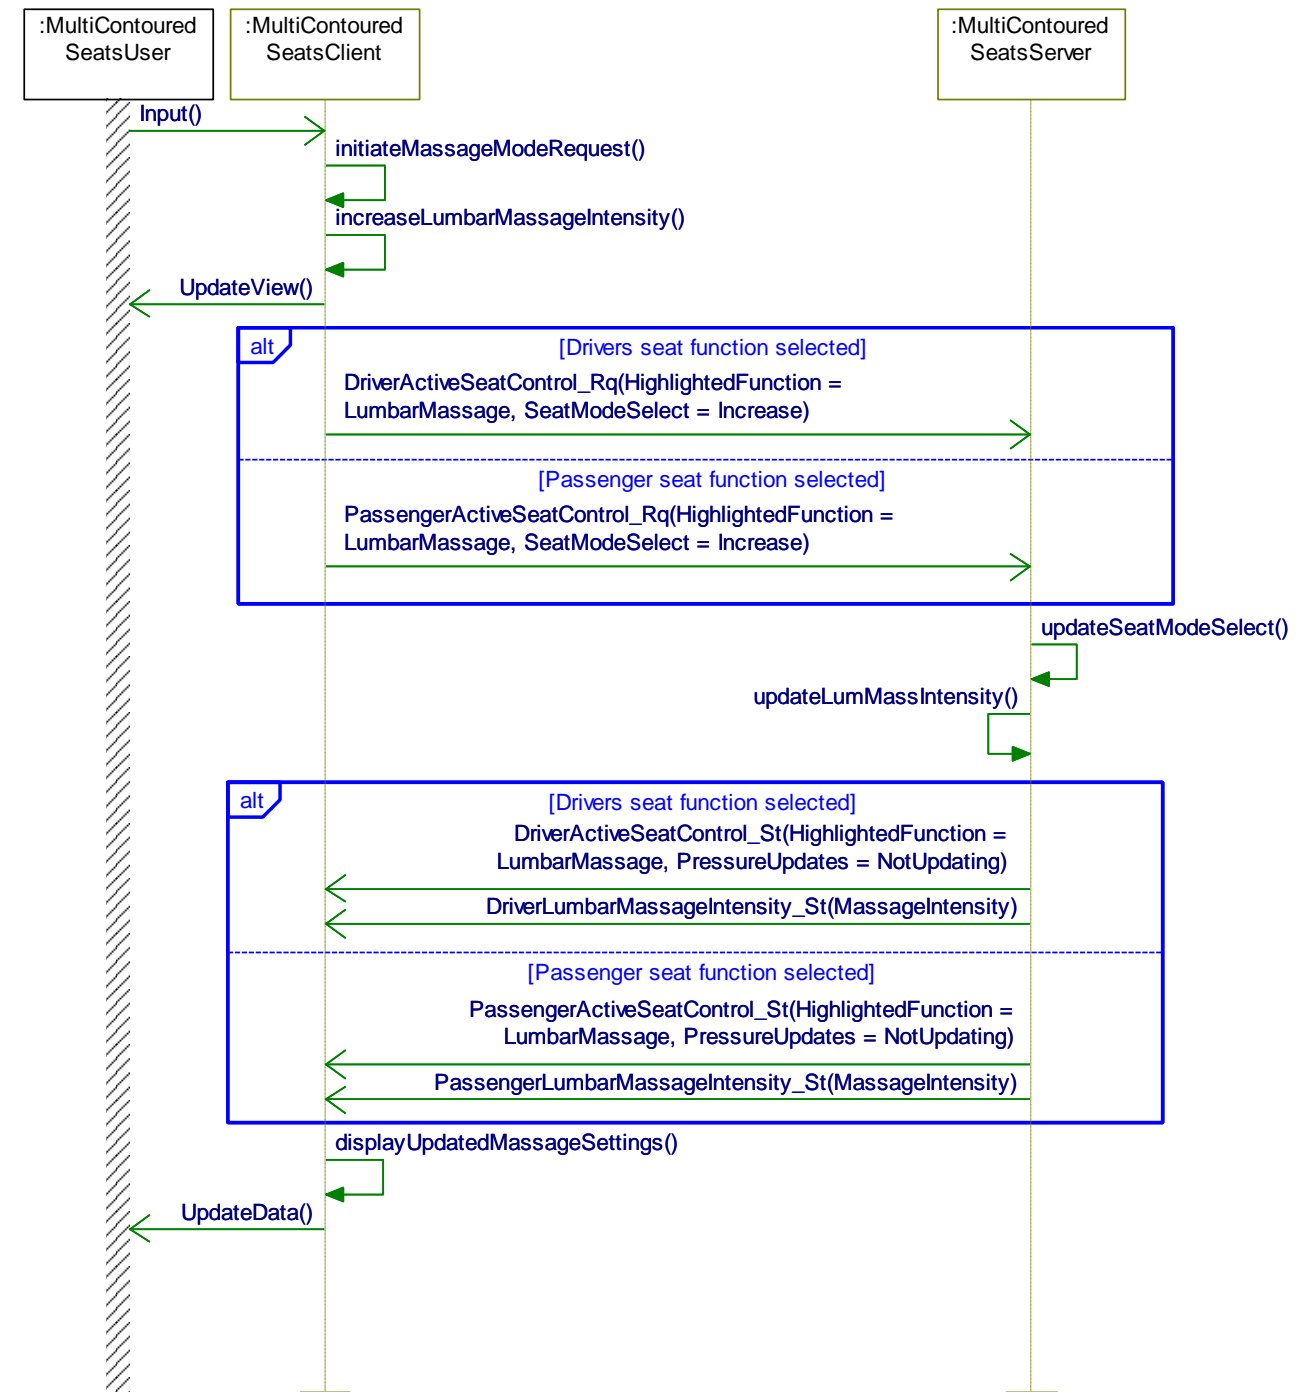 :MultiContoured
SeatsUser
:MultiContoured
SeatsClient
:MultiContoured
SeatsServer
Input()
initiateMassageModeRequest()
increaseLumbarMassageIntensity()
UpdateView()
alt
[Drivers seat function selected]
DriverActiveSeatControl_Rq(HighlightedFunction =
LumbarMassage, SeatModeSelect = Increase)
[Passenger seat function selected]
PassengerActiveSeatControl_Rq(HighlightedFunction =
LumbarMassage, SeatModeSelect = Increase)
updateSeatModeSelect()
updateLumMassIntensity()
alt
[Drivers seat function selected]
DriverActiveSeatControl_St(HighlightedFunction =
LumbarMassage, PressureUpdates = NotUpdating)
DriverLumbarMassageIntensity_St(MassageIntensity)
[Passenger seat function selected]
PassengerActiveSeatControl_St(HighlightedFunction =
LumbarMassage, PressureUpdates = NotUpdating)
PassengerLumbarMassageIntensity_St(MassageIntensity)
displayUpdatedMassageSettings()
UpdateData()